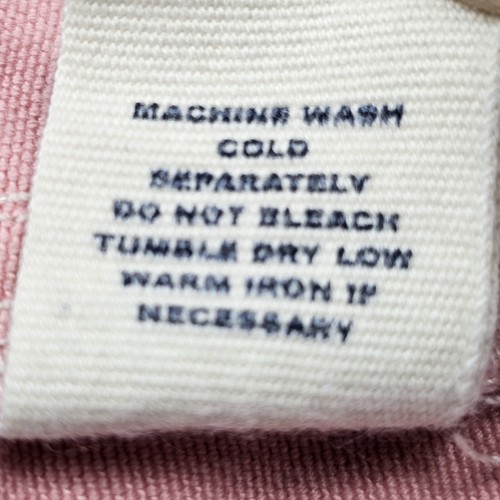 MACHINE WASH
COLD
SEPARATELY
DO NOT BLEACH
TUMBLE DRY LOW
WARM IRON IF
NECESSARY